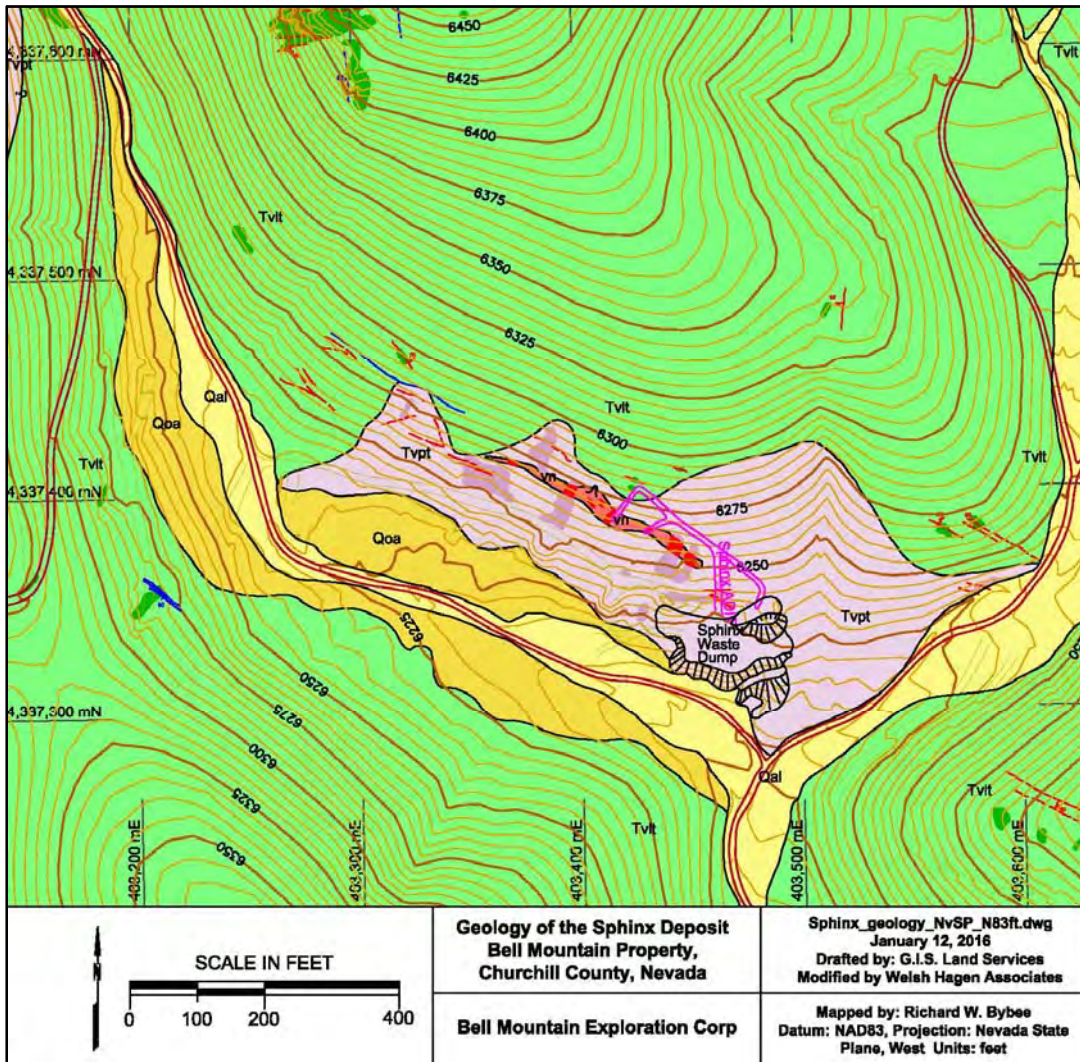 6450
6425
6400
6375
6350
6325
6300
6275
6250
4,337,600 mN
Tvlt
Tvpt
Tvlt
4,337,500 mN
Qal
Qoa
Tvlt
Tvlt
Tvlt
Tvpt
vn
vn
4,337,400 mN
Qoa
Tvpt
Sphinx
Waste
Dump
6225
6250
6275
6300
6325
6350
4,337,300 mN
Qal
Tvlt
Tvlt
403,200 mE
403,300 mE
403,400 mE
403,500 mE
403,600 mE
N
SCALE IN FEET
0 100 200 400
Geology of the Sphinx Deposit
Bell Mountain Property,
Churchill County, Nevada
Bell Mountain Exploration Corp
Sphinx_geology_NvSP_N83ft.dwg
January 12, 2016
Drafted by: G.I.S. Land Services
Modified by Welsh Hagen Associates
Mapped by: Richard W. Bybee
Datum: NAD83, Projection: Nevada State
Plane, West Units: feet